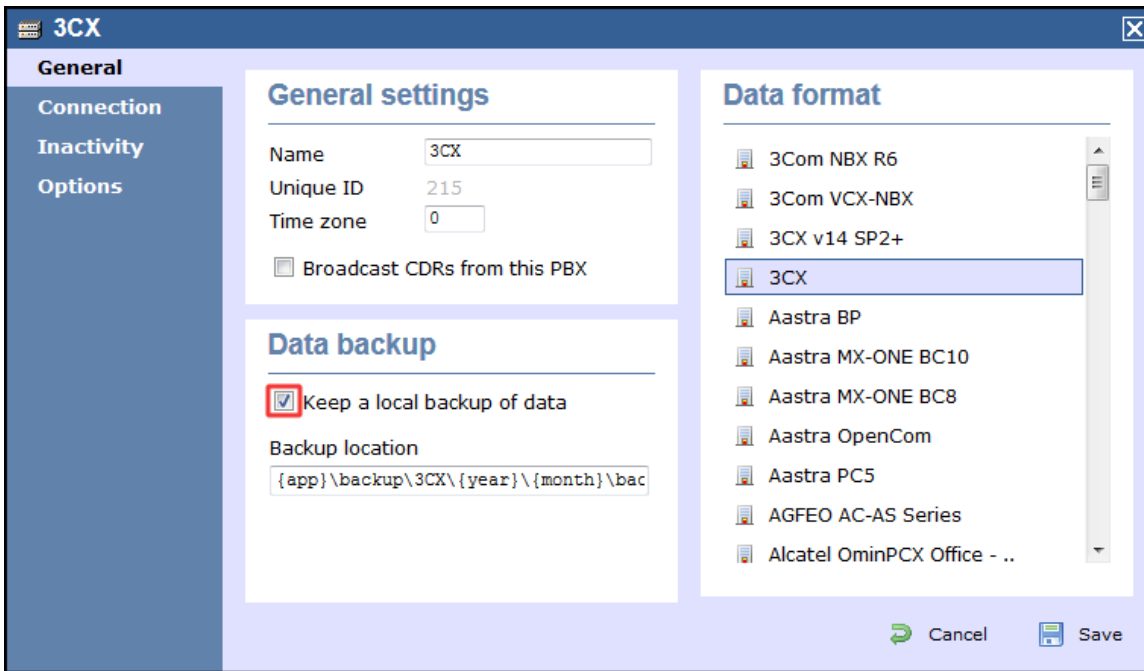 3CX
General
Connection
Inactivity
Options
General settings
Name 3CX
Unique ID 215
Time zone 0
Broadcast CDRs from this PBX
Data backup
Keep a local backup of data
Backup location
{app}\backup\3CX\{year}\{month}\bac
Data format
3Com NBX R6
3Com VCX-NBX
3CX v14 SP2+
3CX
Aastra BP
Aastra MX-ONE BC10
Aastra MX-ONE BC8
Aastra OpenCom
Aastra PC5
AGFEO AC-AS Series
Alcatel OminPCX Office - ..
Cancel
Save